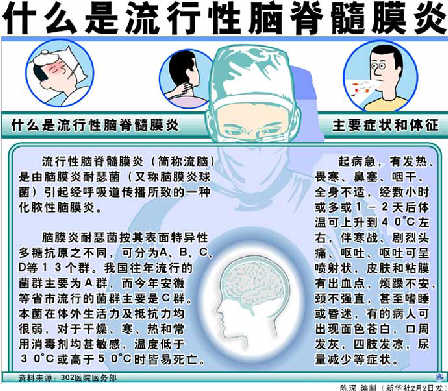 什么是流行性脑脊髓膜炎
什么是流行性脑脊髓膜炎
主要症状和体征
流行性脑脊髓膜炎（简称流脑）
是由脑膜炎耐瑟菌（又称脑膜炎球
菌）引起经呼吸道传播所致的一种
化脓性脑膜炎。
脑膜炎耐瑟菌按其表面特异性
多糖抗原之不同，可分为A、B、C、
D等13个群。我国往年流行的
菌群主要为A群，而今年安徽
等省市流行的菌群主要是C群。
本菌在体外生活力及抵抗力均
很弱，对于干燥、寒、热和常
用消毒剂均甚敏感，温度低于
30℃或高于50℃时皆易死亡。
起病急，有发热、
畏寒、鼻塞、咽干、
全身不适，经数小时
或多或1-2天后体
温可上升到40℃左
右，伴寒战、剧烈头
痛、呕吐、呕吐可呈
喷射状，皮肤和粘膜
有出血点，烦躁不安、
颈不强直，甚至嗜睡
或昏迷，有的病人可
出现面色苍白，口周
发灰，四肢发凉，尿
量减少等症状。
资料来源：302医院医务部
编制（新华社2月2日发）